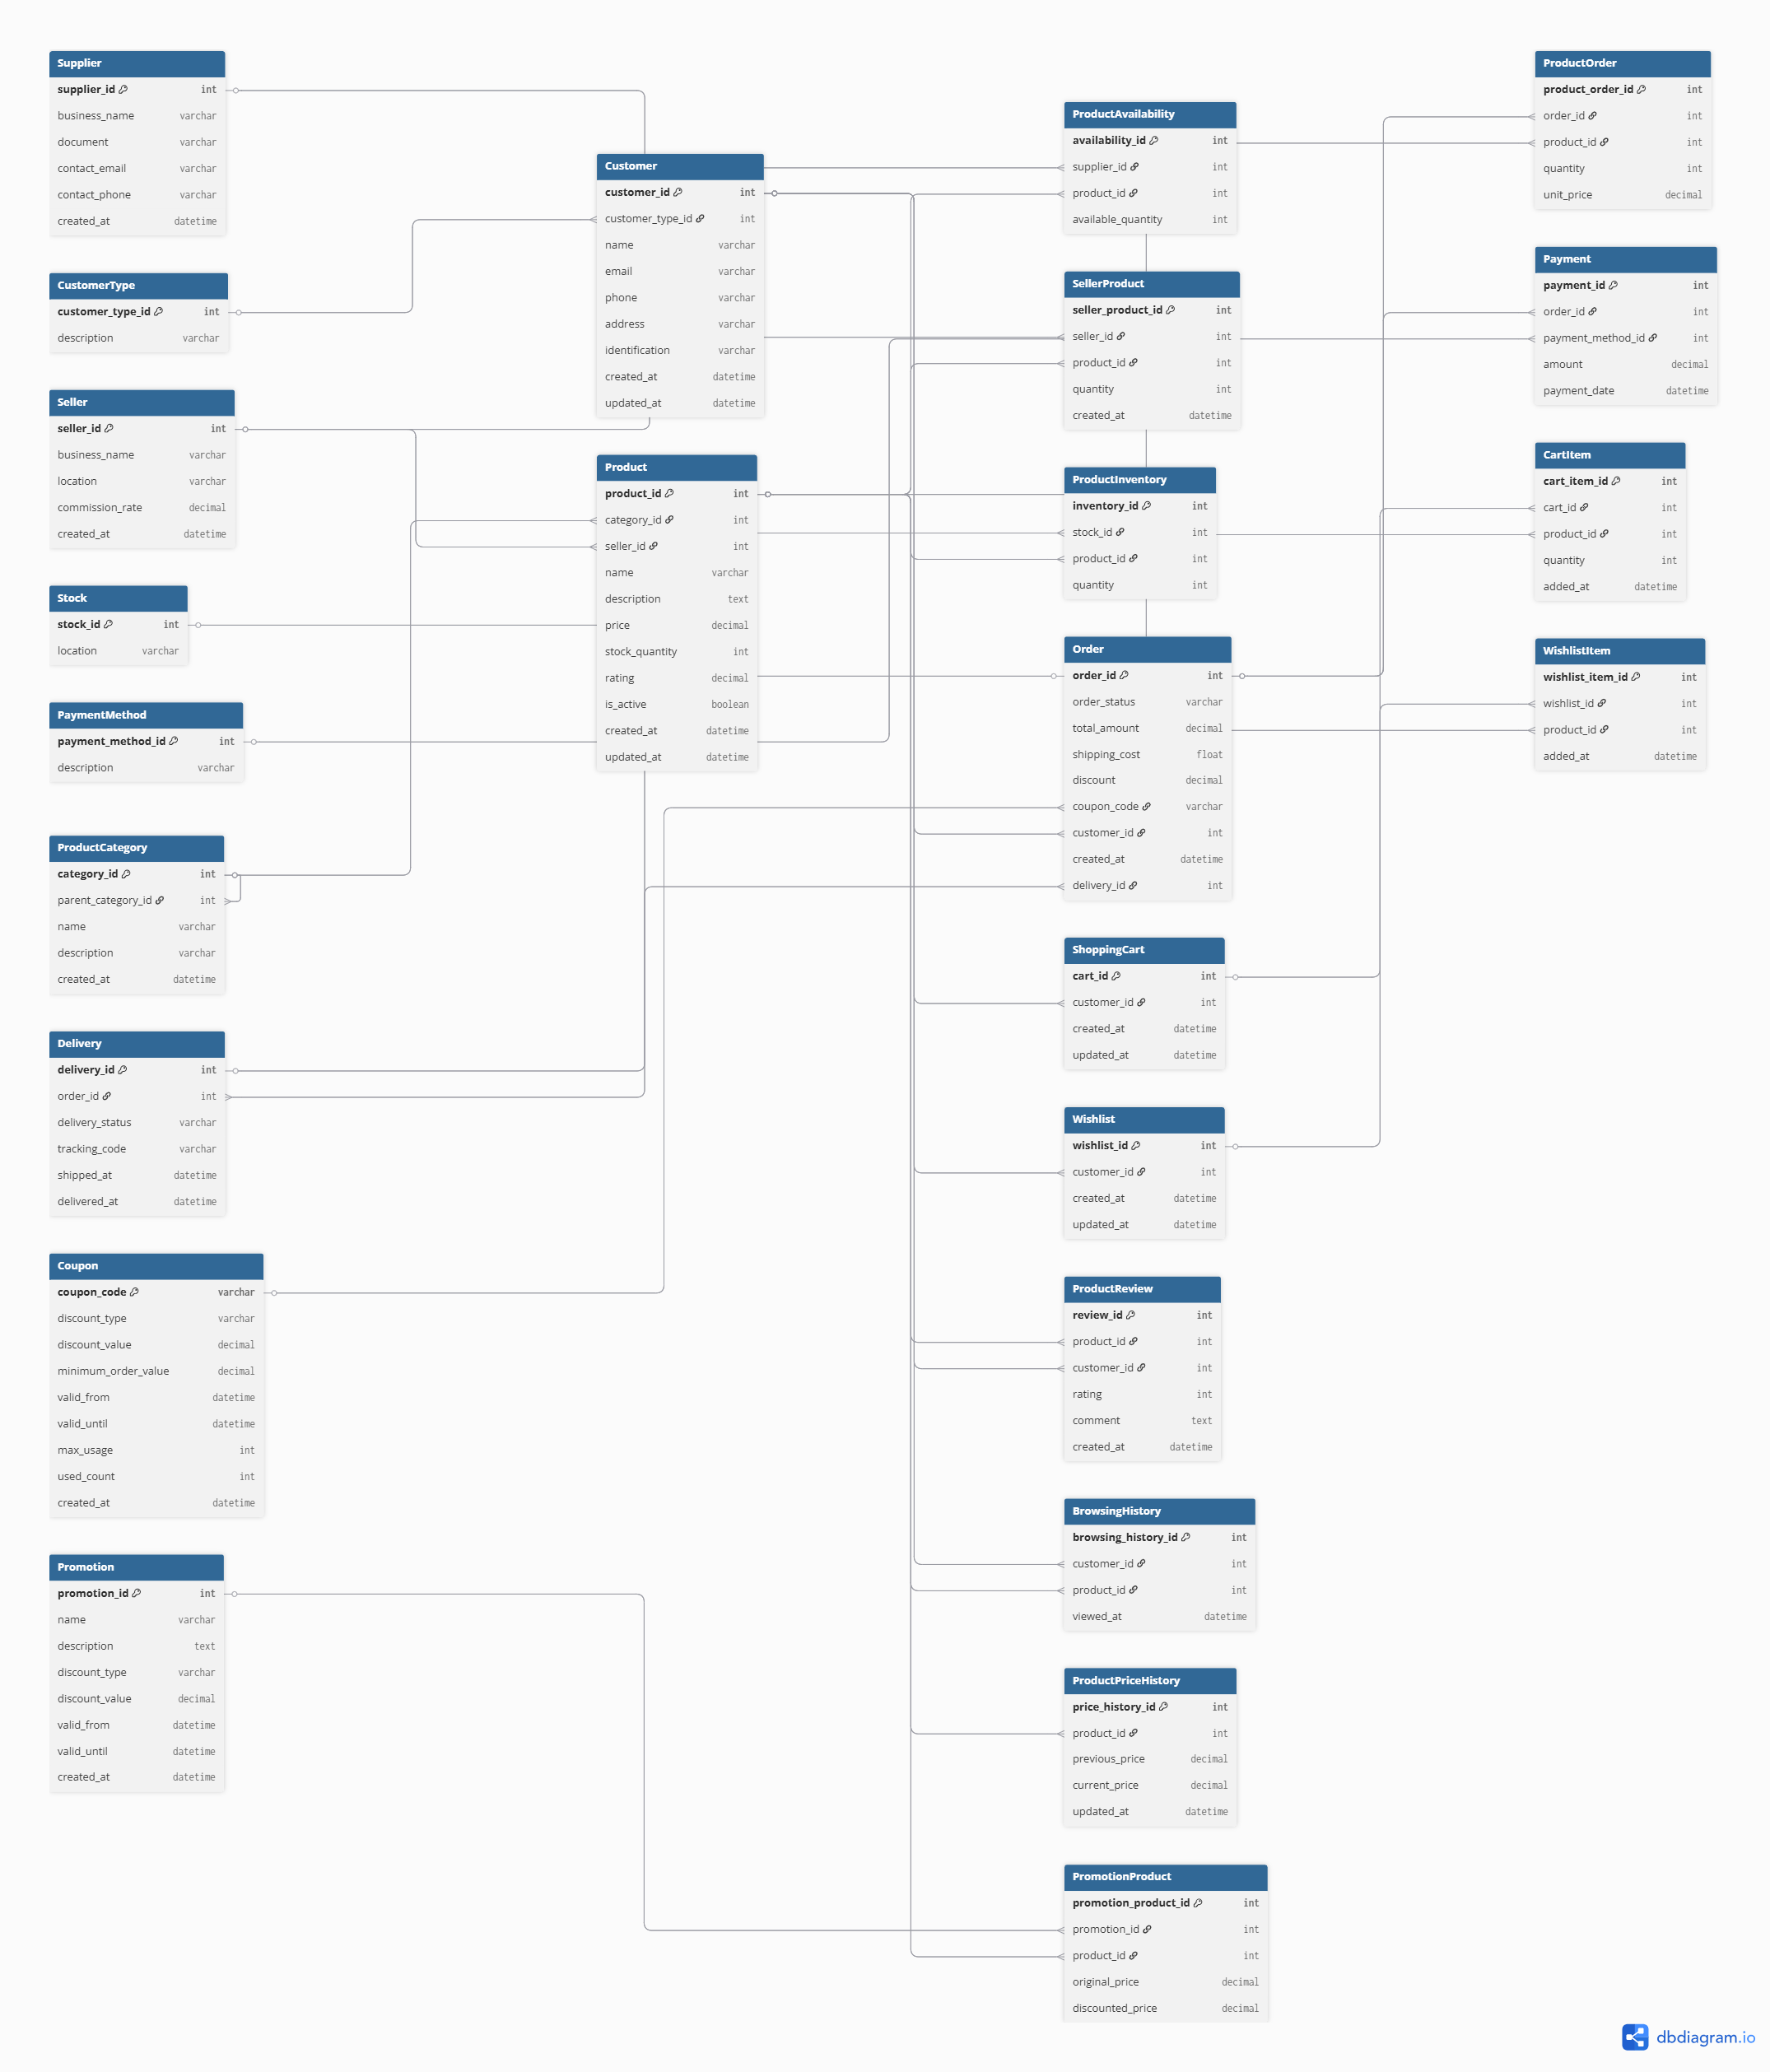 Supplier
supplier_id int
business_name varchar
document varchar
contact_email varchar
contact_phone varchar
created_at datetime
CustomerType
customer_type_id int
description varchar
Seller
seller_id int
business_name varchar
location varchar
commission_rate decimal
created_at datetime
Stock
stock_id int
location varchar
PaymentMethod
payment_method_id int
description varchar
ProductCategory
category_id int
parent_category_id int
name varchar
description varchar
created_at datetime
Delivery
delivery_id int
order_id int
delivery_status varchar
tracking_code varchar
shipped_at datetime
delivered_at datetime
Coupon
coupon_code varchar
discount_type varchar
discount_value decimal
minimum_order_value decimal
valid_from datetime
valid_until datetime
max_usage int
used_count int
created_at datetime
Promotion
promotion_id int
name varchar
description text
discount_type varchar
discount_value decimal
valid_from datetime
valid_until datetime
created_at datetime
Customer
customer_id int
customer_type_id int
name varchar
email varchar
phone varchar
address varchar
identification varchar
created_at datetime
updated_at datetime
Product
product_id int
category_id int
seller_id int
name varchar
description text
price decimal
stock_quantity int
rating decimal
is_active boolean
created_at datetime
updated_at datetime
ProductAvailability
availability_id int
supplier_id int
product_id int
available_quantity int
SellerProduct
seller_product_id int
seller_id int
product_id int
quantity int
created_at datetime
ProductInventory
inventory_id int
stock_id int
product_id int
quantity int
Order
order_id int
order_status varchar
total_amount decimal
shipping_cost float
discount decimal
coupon_code varchar
customer_id int
created_at datetime
delivery_id int
ShoppingCart
cart_id int
customer_id int
created_at datetime
updated_at datetime
Wishlist
wishlist_id int
customer_id int
created_at datetime
updated_at datetime
ProductReview
review_id int
product_id int
customer_id int
rating int
comment text
created_at datetime
BrowsingHistory
browsing_history_id int
customer_id int
product_id int
viewed_at datetime
ProductPriceHistory
price_history_id int
product_id int
previous_price decimal
current_price decimal
updated_at datetime
PromotionProduct
promotion_product_id int
promotion_id int
product_id int
original_price decimal
discounted_price decimal
ProductOrder
product_order_id int
order_id int
product_id int
quantity int
unit_price decimal
Payment
payment_id int
order_id int
payment_method_id int
amount decimal
payment_date datetime
CartItem
cart_item_id int
cart_id int
product_id int
quantity int
added_at datetime
WishlistItem
wishlist_item_id int
wishlist_id int
product_id int
added_at datetime
dbdiagram.io